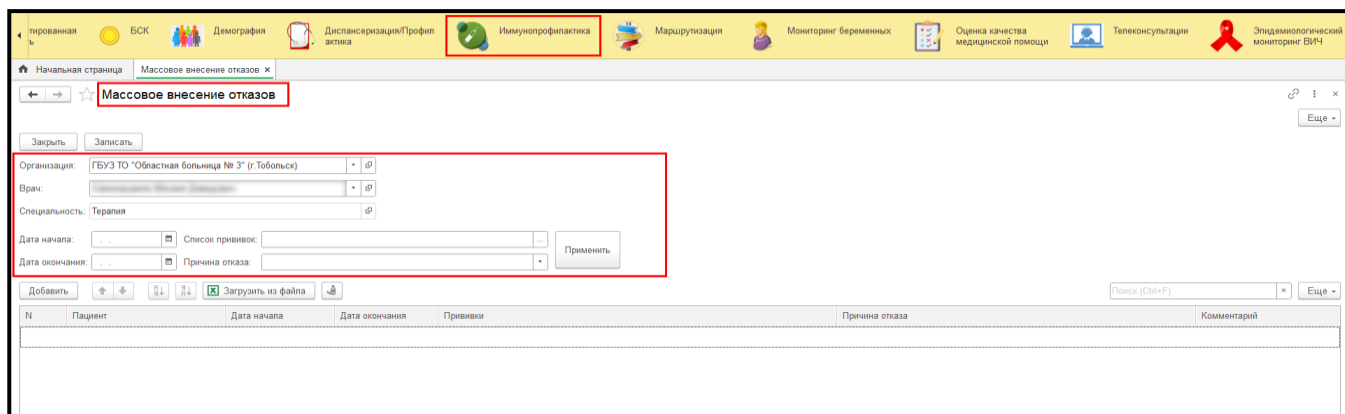 тированная БСК Демография Диспансеризация/Профил Иммунопрофилактика Маршрутизация Мониторинг беременных Оценка качества Телеконсультации Эпидемиологический
ь актика медицинской помощи мониторинг ВИЧ
Начальная страница Массовое внесение отказов ×
Массовое внесение отказов
Еще
Закрыть Записать
Организация: ГБУЗ ТО "Областная больница № 3" (г.Тобольск)
Врач:
Специальность: Терапия
Дата начала: . . Список прививок: ... Применить
Дата окончания: . . Причина отказа:
Добавить Загрузить из файла Поиск (Ctrl+F) × Еще
N Пациент Дата начала Дата окончания Прививки Причина отказа Комментарий